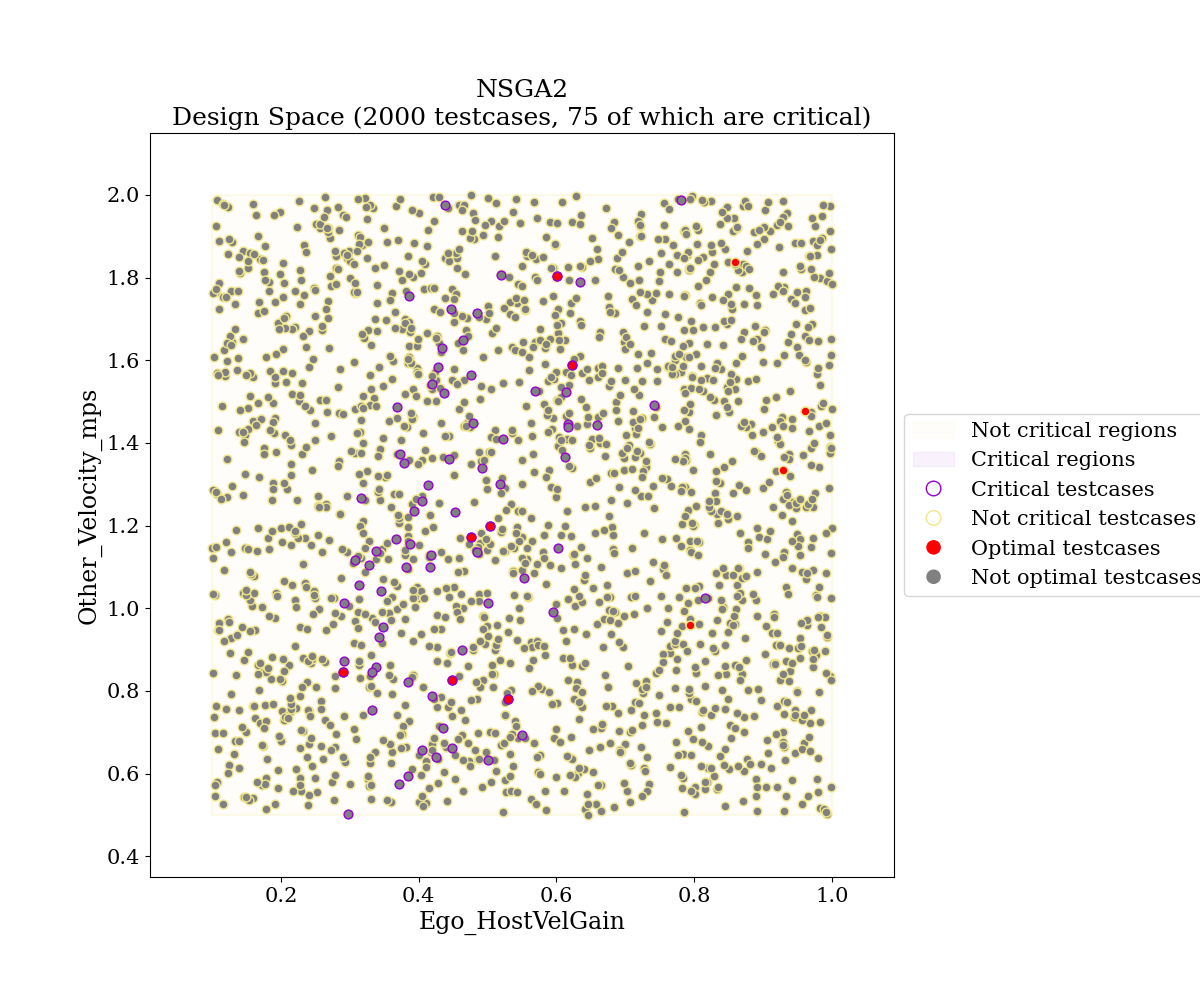 NSGA2
Design Space (2000 testcases, 75 of which are critical)
2.0
1.8
1.6
1.4
1.2
1.0
0.8
0.6
0.4
Other_Velocity_mps
0.2
0.4
0.6
0.8
1.0
Ego_HostVelGain
Not critical regions
Critical regions
Critical testcases
Not critical testcases
Optimal testcases
Not optimal testcases